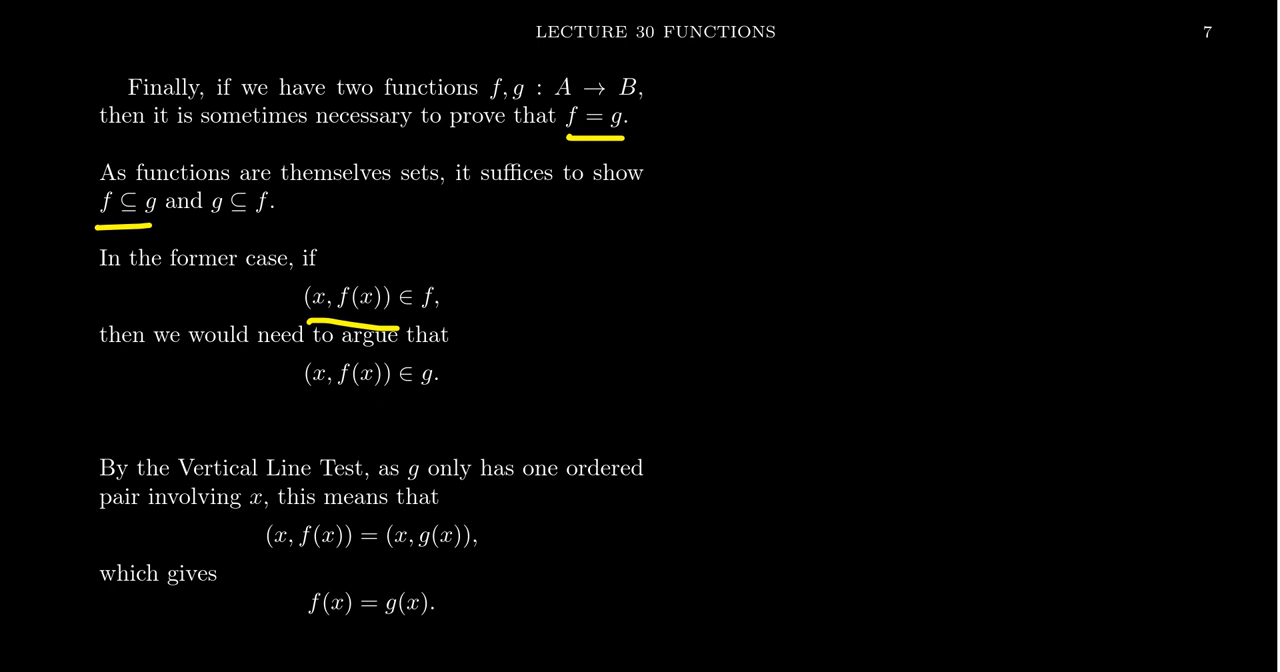 LECTURE 30 FUNCTIONS 7
Finally, if we have two functions f, g : A → B,
then it is sometimes necessary to prove that f = g.
As functions are themselves sets, it suffices to show
f ⊆ g and g ⊆ f.
In the former case, if
(x, f(x)) ∈ f,
then we would need to argue that
(x, f(x)) ∈ g.
By the Vertical Line Test, as g only has one ordered
pair involving x, this means that
(x, f(x)) = (x, g(x)),
which gives
f(x) = g(x).